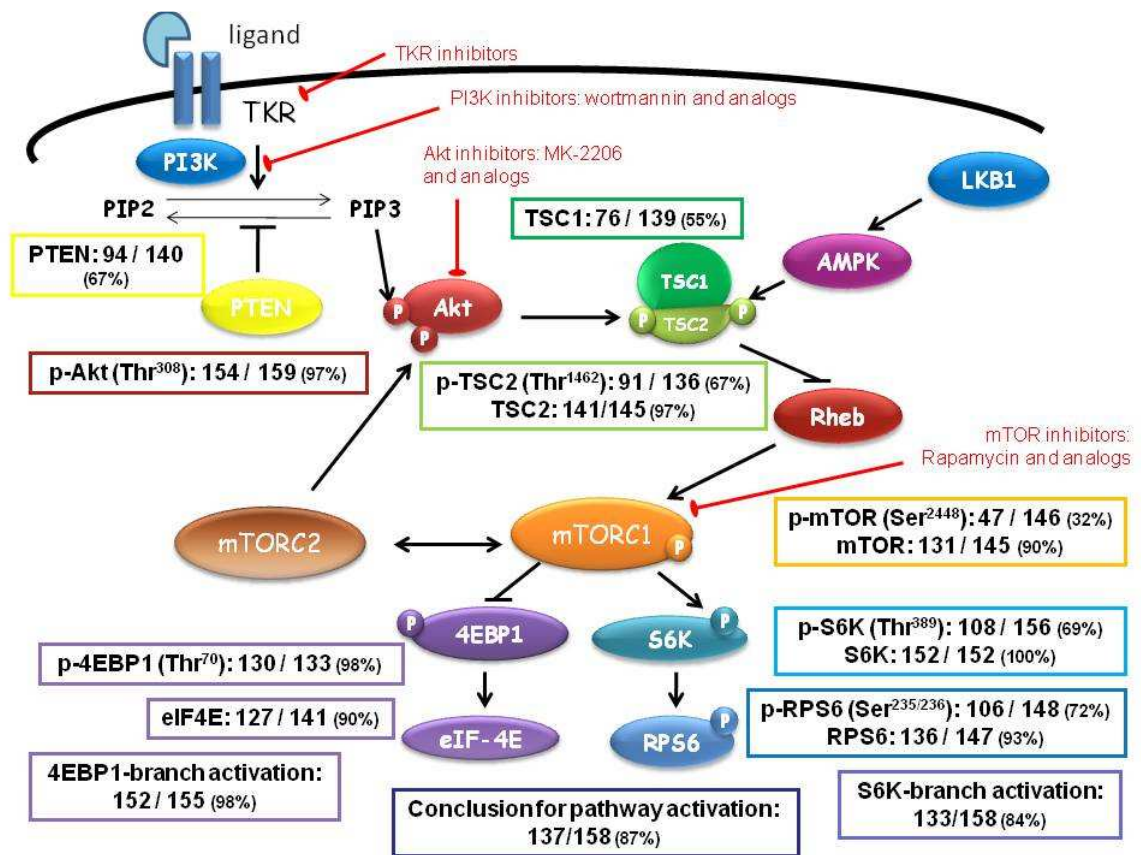 ligand
TKR inhibitors
TKR
PI3K inhibitors: wortmannin and analogs
PI3K
Akt inhibitors: MK-2206
and analogs
LKB1
PIP2
PIP3
TSC1: 76 / 139 (55%)
PTEN: 94 / 140
(67%)
AMPK
TSC1
PTEN
P
Akt
P
P
TSC2
P
p-Akt (Thr308): 154 / 159 (97%)
p-TSC2 (Thr1462): 91 / 136 (67%)
TSC2: 141/145 (97%)
Rheb
mTOR inhibitors:
Rapamycin and analogs
mTORC2
mTORC1
P
p-mTOR (Ser2448): 47 / 146 (32%)
mTOR: 131 / 145 (90%)
P
4EBP1
S6K
P
p-S6K (Thr389): 108 / 156 (69%)
S6K: 152 / 152 (100%)
p-4EBP1 (Thr70): 130 / 133 (98%)
eIF4E: 127 / 141 (90%)
eIF-4E
RPS6
P
p-RPS6 (Ser235/236): 106 / 148 (72%)
RPS6: 136 / 147 (93%)
4EBP1-branch activation:
152 / 155 (98%)
Conclusion for pathway activation:
137/158 (87%)
S6K-branch activation:
133/158 (84%)